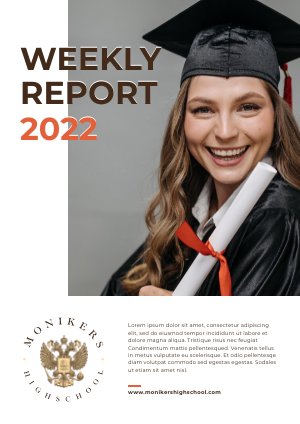 WEEKLY
REPORT
2022
MONIKERS
HIGHSCHOOL
Lorem ipsum dolor sit amet, consectetur adipiscing
elit, sed do eiusmod tempor incididunt ut labore et
dolore magna aliqua. Tristique risus nec feugiat
Condimentum mattis pellentesque. Venenatis tellus
in metus vulputate eu scelerisque. Et odio pellentesque
diam volutpat commodo sed egestas egestas. Sodales
ut etiam sit amet nisl.
www.monikershighschool.com